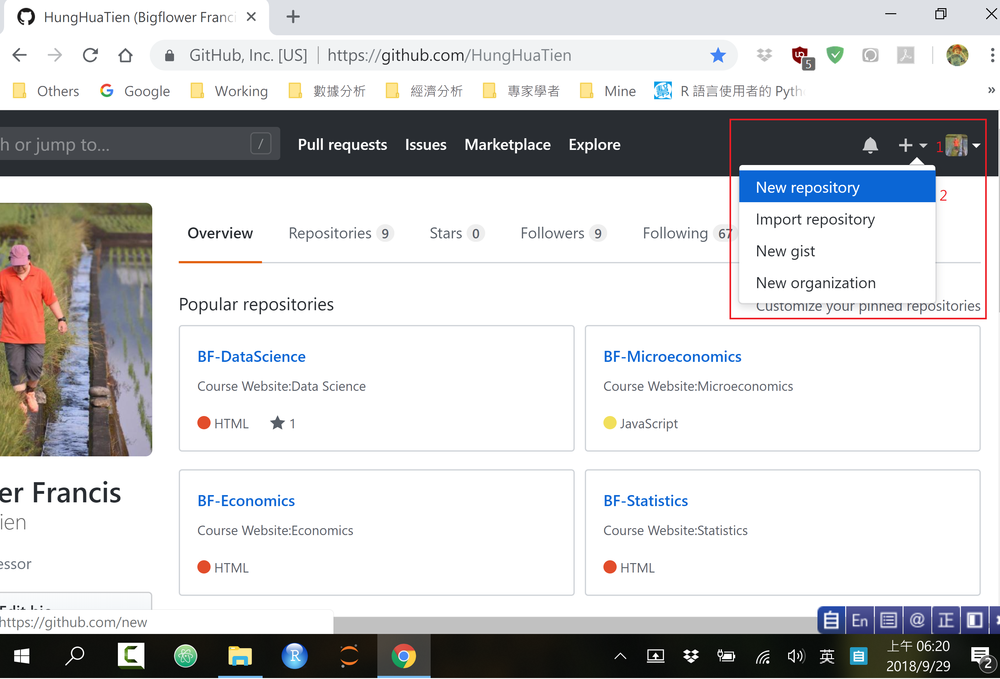 HungHuaTien (Bigflower Franci
GitHub, Inc. [US] | https://github.com/HungHuaTien
5
Others Google Working 數據分析 經濟分析 專家學者 Mine R 語言使用者的 Pyth
h or jump to... / Pull requests Issues Marketplace Explore 1
New repository 2
Import repository
New gist
New organization
Overview Repositories 9 Stars 0 Followers 9 Following 67
Popular repositories Customize your pinned repositories
BF-DataScience
Course Website:Data Science
HTML 1
BF-Microeconomics
Course Website:Microeconomics
JavaScript
BF-Economics
Course Website:Economics
HTML
BF-Statistics
Course Website:Statistics
HTML
er Francis
ien
essor
Edit bio
https://github.com/new
En @ 正
R 英 上午 06:20
2018/9/29
2